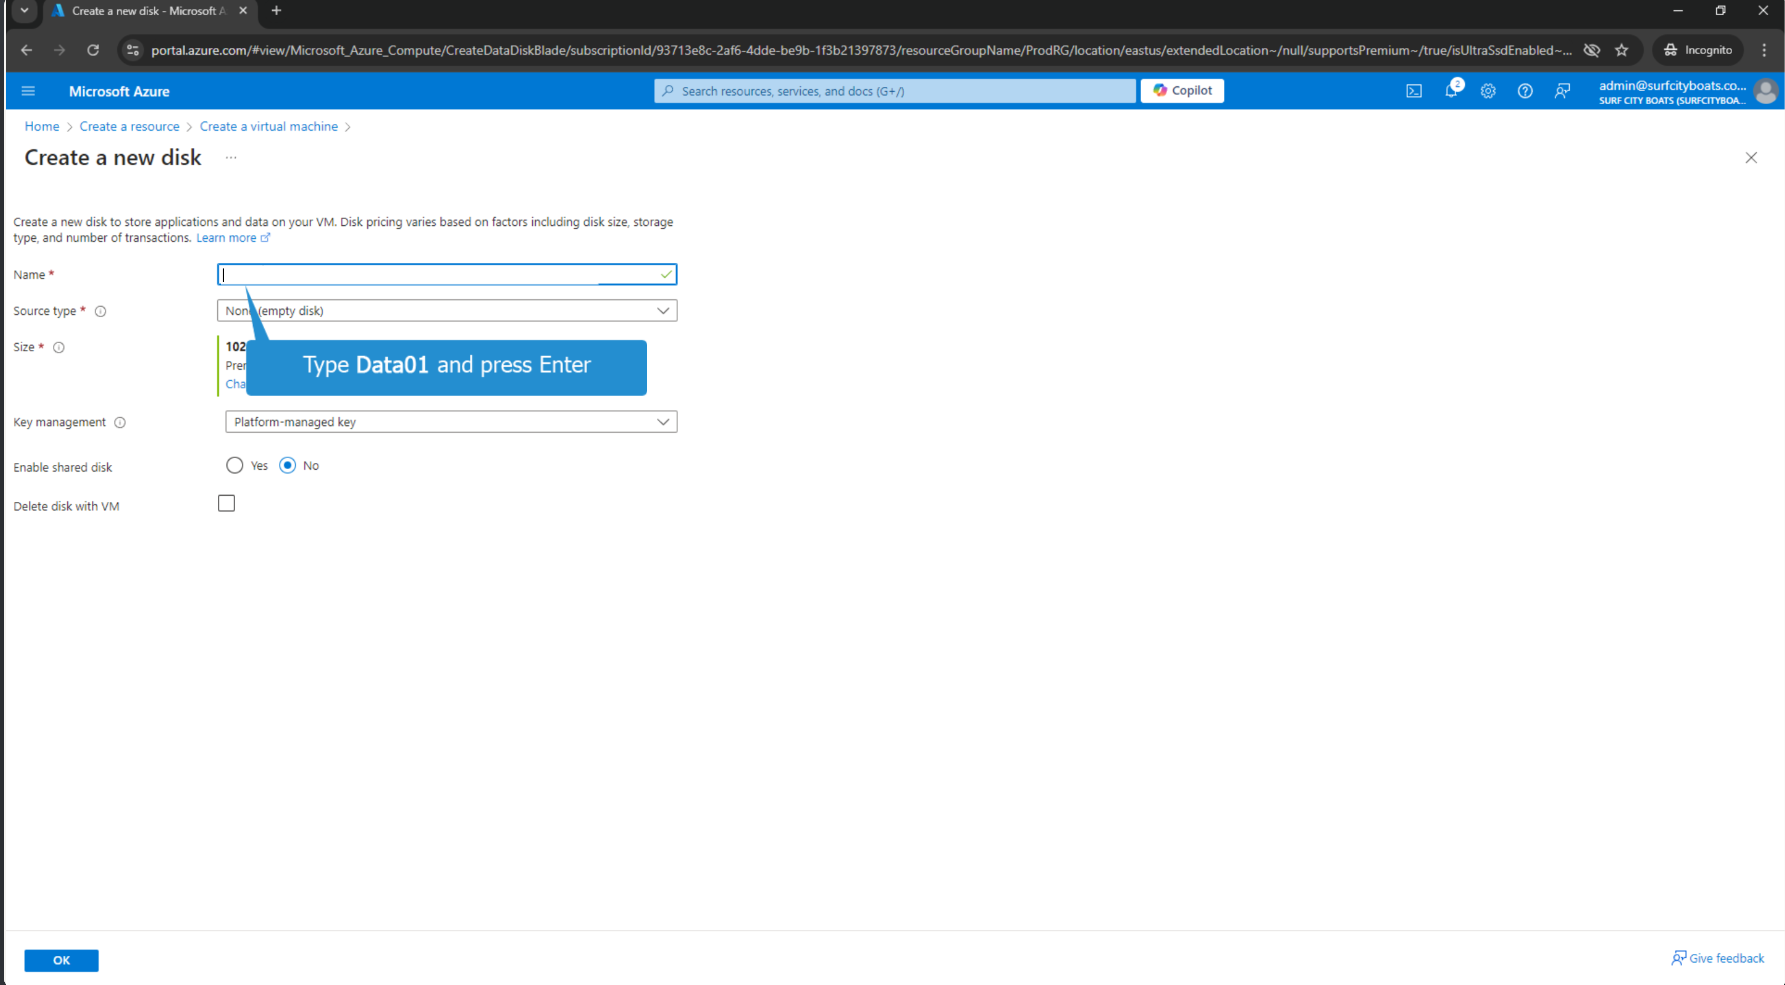 Create a new disk - Microsoft A
portal.azure.com/#view/Microsoft_Azure_Compute/CreateDataDiskBlade/subscriptionId/93713e8c-2af6-4dde-be9b-1f3b21397873/resourceGroupName/ProdRG/location/eastus/extendedLocation~/null/supportsPremium~/true/isUltraSsdEnabled~...
Incognito
Microsoft Azure
Search resources, services, and docs (G+/)
Copilot
2
admin@surfcityboats.co...
SURF CITY BOATS (SURFCITYBOA...
Home > Create a resource > Create a virtual machine >
Create a new disk ...
Create a new disk to store applications and data on your VM. Disk pricing varies based on factors including disk size, storage
type, and number of transactions. Learn more
Name *
Source type *
(empty disk)
Size *
102
Type Data01 and press Enter
Key management
Platform-managed key
Enable shared disk
Yes
No
Delete disk with VM
OK
Give feedback